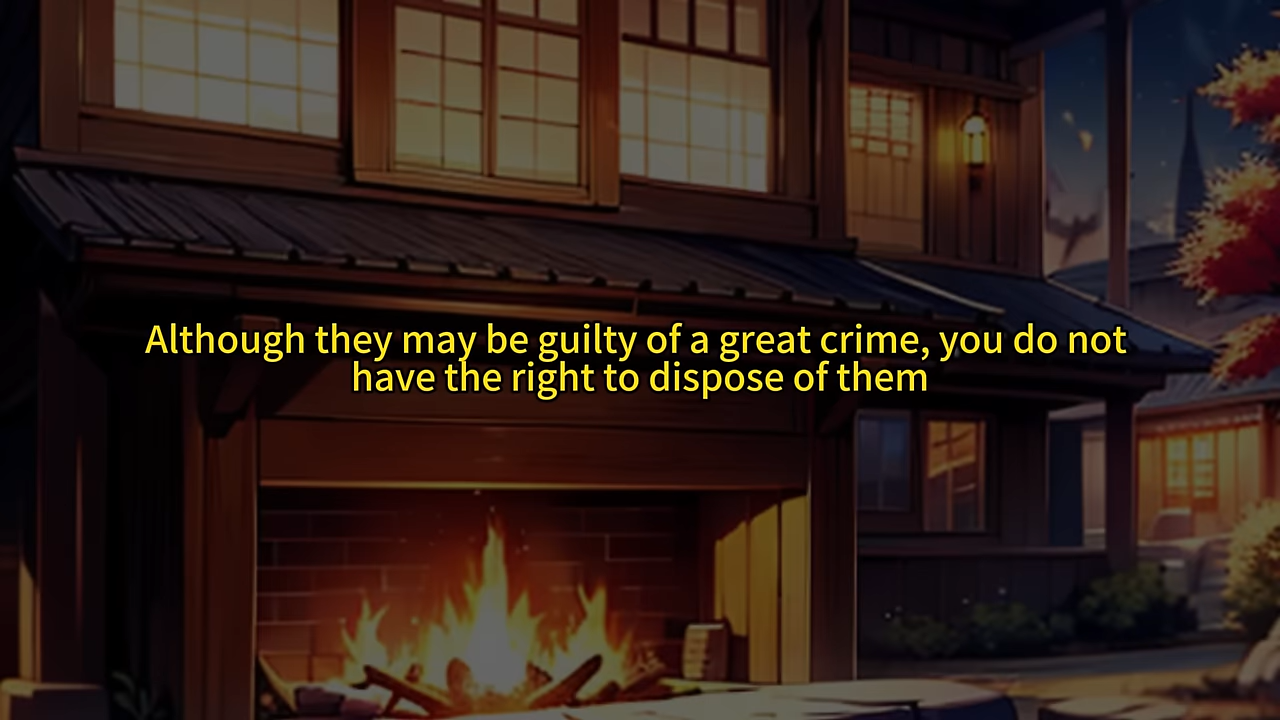 Although they may be guilty of a great crime, you do not
have the right to dispose of them